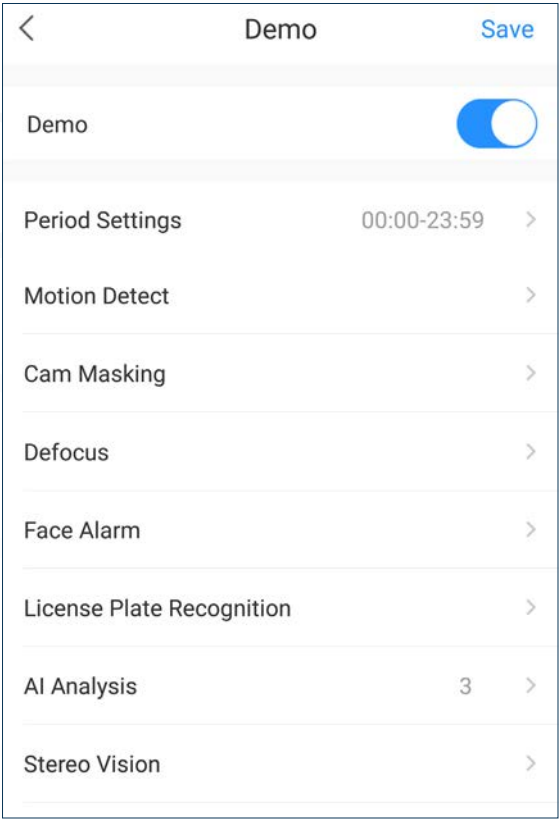 Demo Save
Demo
Period Settings 00:00-23:59
Motion Detect
Cam Masking
Defocus
Face Alarm
License Plate Recognition
AI Analysis 3
Stereo Vision